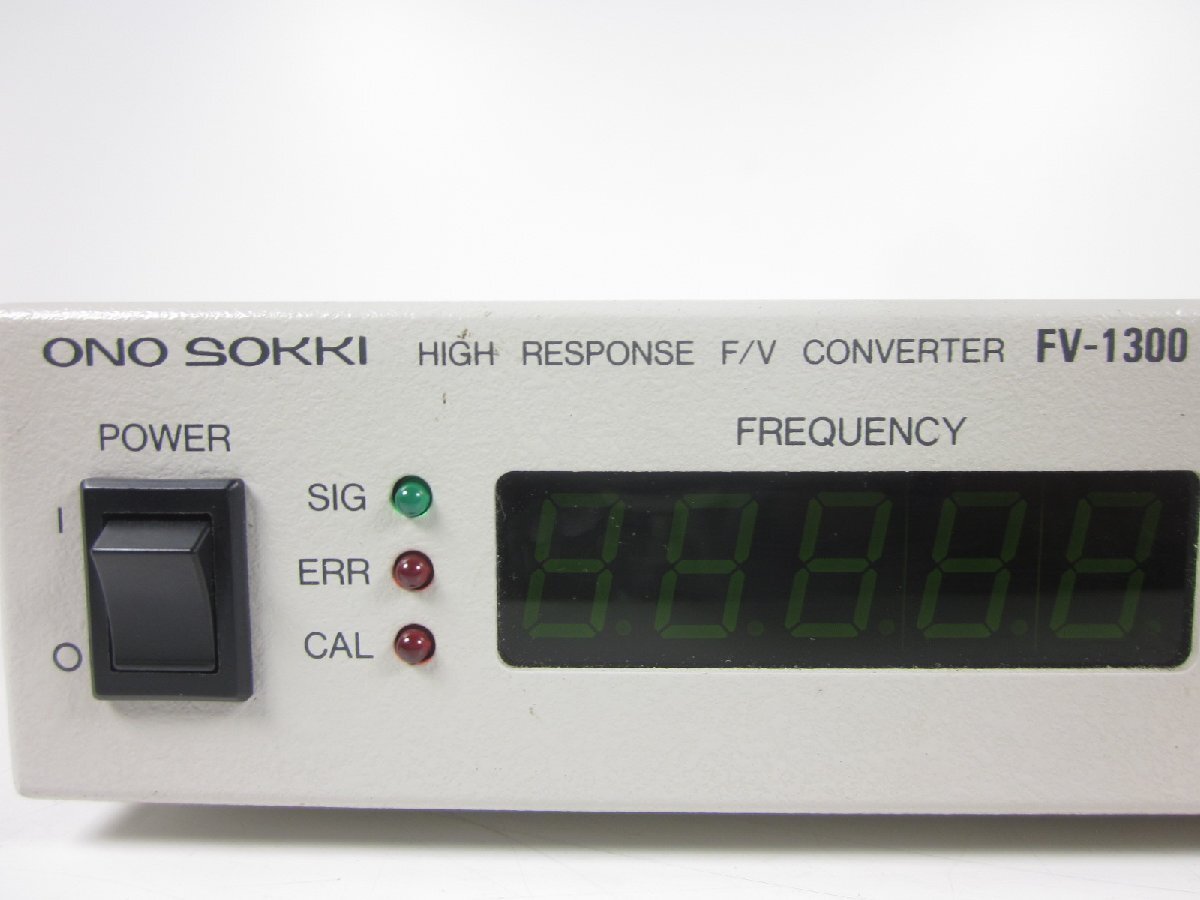 ONO SOKKI HIGH RESPONSE F/V CONVERTER FV-1300
POWER
FREQUENCY
I
O
SIG
ERR
CAL